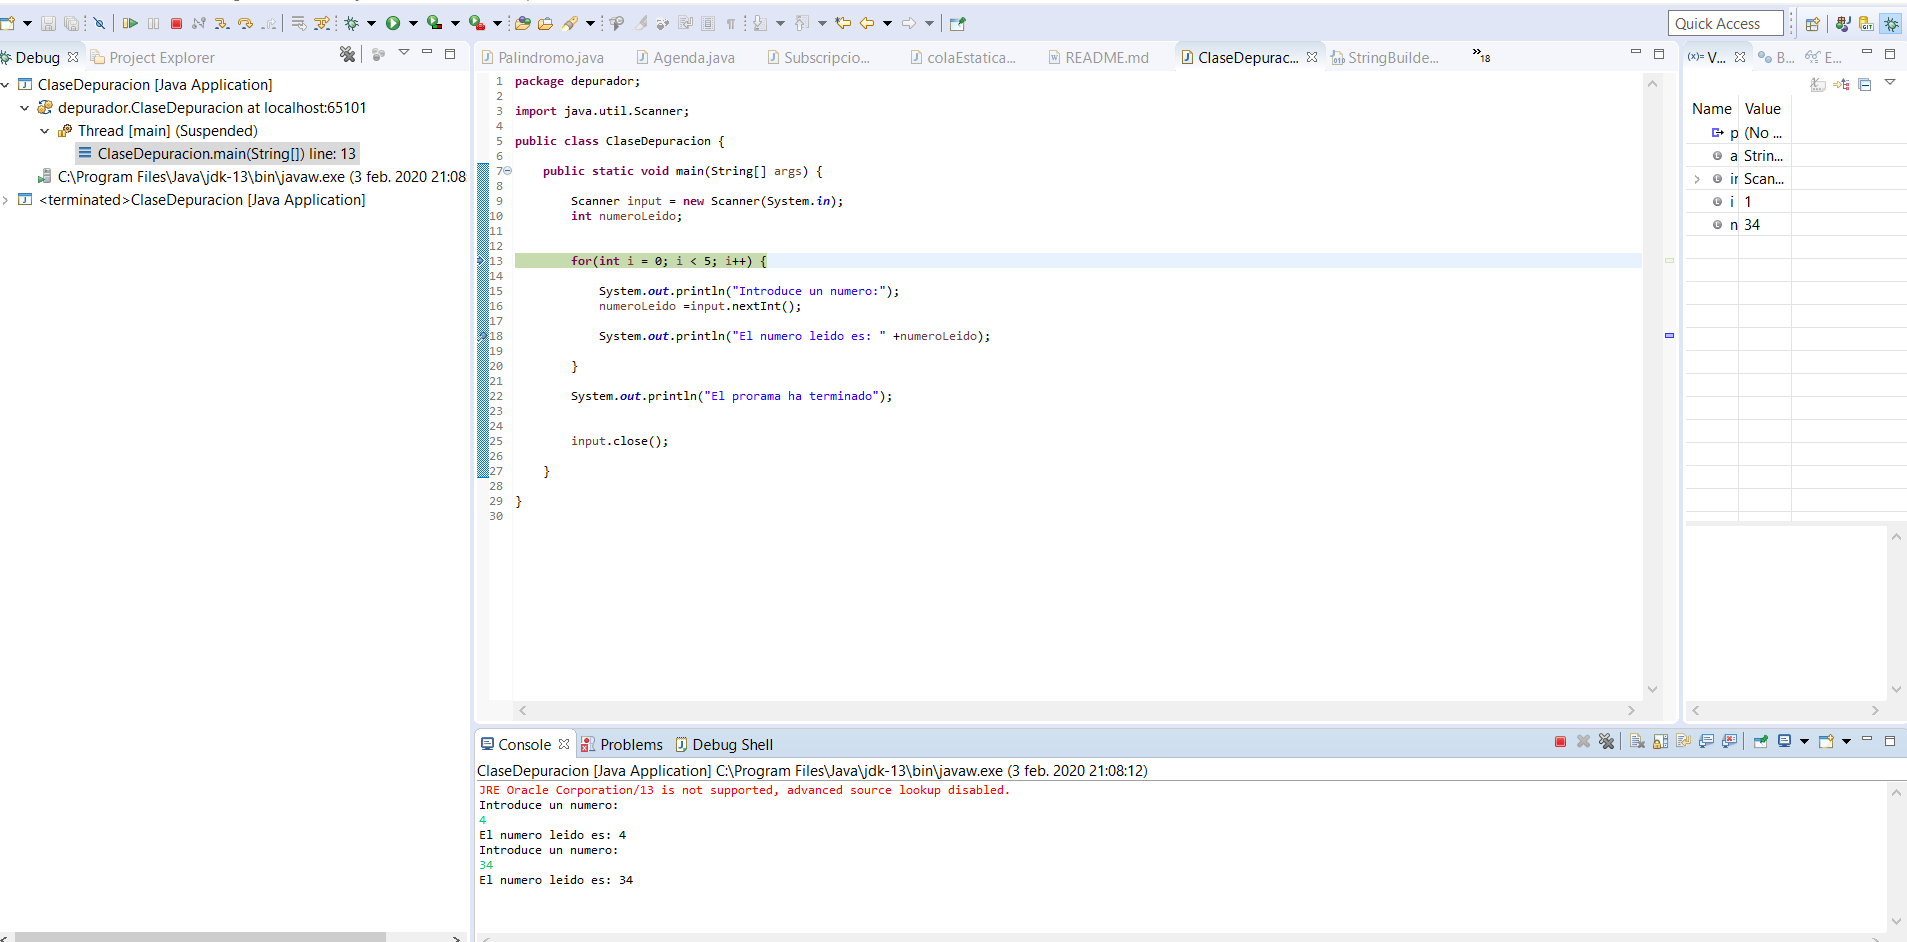 Quick Access
Debug
Project Explorer
ClaseDepuracion [Java Application]
depurador.ClaseDepuracion at localhost:65101
Thread [main] (Suspended)
ClaseDepuracion.main(String[]) line: 13
C:\Program Files\Java\jdk-13\bin\javaw.exe (3 feb. 2020 21:08
<terminated>ClaseDepuracion [Java Application]
Palindromo.java
Agenda.java
Subscripcio...
colaEstatica...
README.md
ClaseDepurac...
StringBuilde...
»18
1 package depurador;
2
3 import java.util.Scanner;
4
5 public class ClaseDepuracion {
6
7 public static void main(String[] args) {
8
9 Scanner input = new Scanner(System.in);
10 int numeroLeido;
11
12
13 for(int i = 0; i < 5; i++) {
14
15 System.out.println("Introduce un numero:");
16 numeroLeido =input.nextInt();
17
18 System.out.println("El numero leido es: " +numeroLeido);
19
20 }
21
22 System.out.println("El prorama ha terminado");
23
24
25 input.close();
26
27 }
28
29 }
30
(x)= V...
B...
E...
Name Value
p (No ...
a Strin...
Scan...
i 1
n 34
Console
Problems
Debug Shell
ClaseDepuracion [Java Application] C:\Program Files\Java\jdk-13\bin\javaw.exe (3 feb. 2020 21:08:12)
JRE Oracle Corporation/13 is not supported, advanced source lookup disabled.
Introduce un numero:
4
El numero leido es: 4
Introduce un numero:
34
El numero leido es: 34